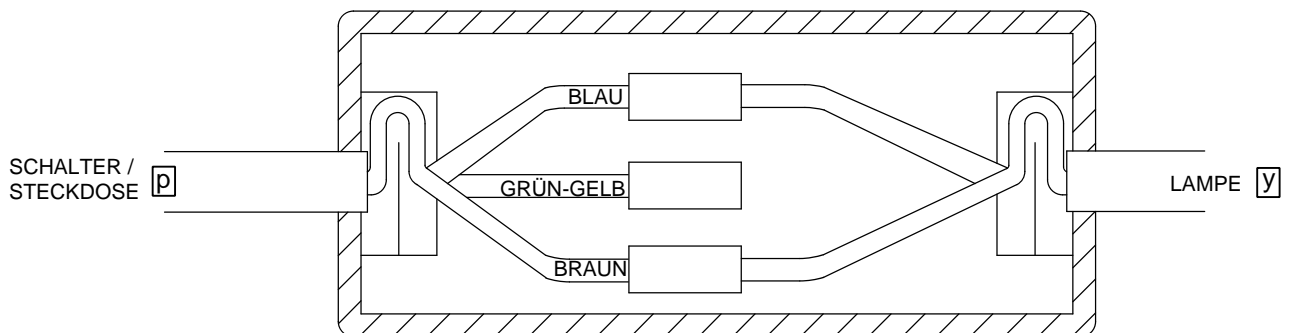 BLAU
SCHALTER /
STECKDOSE p
GRÜN-GELB
LAMPE y
BRAUN